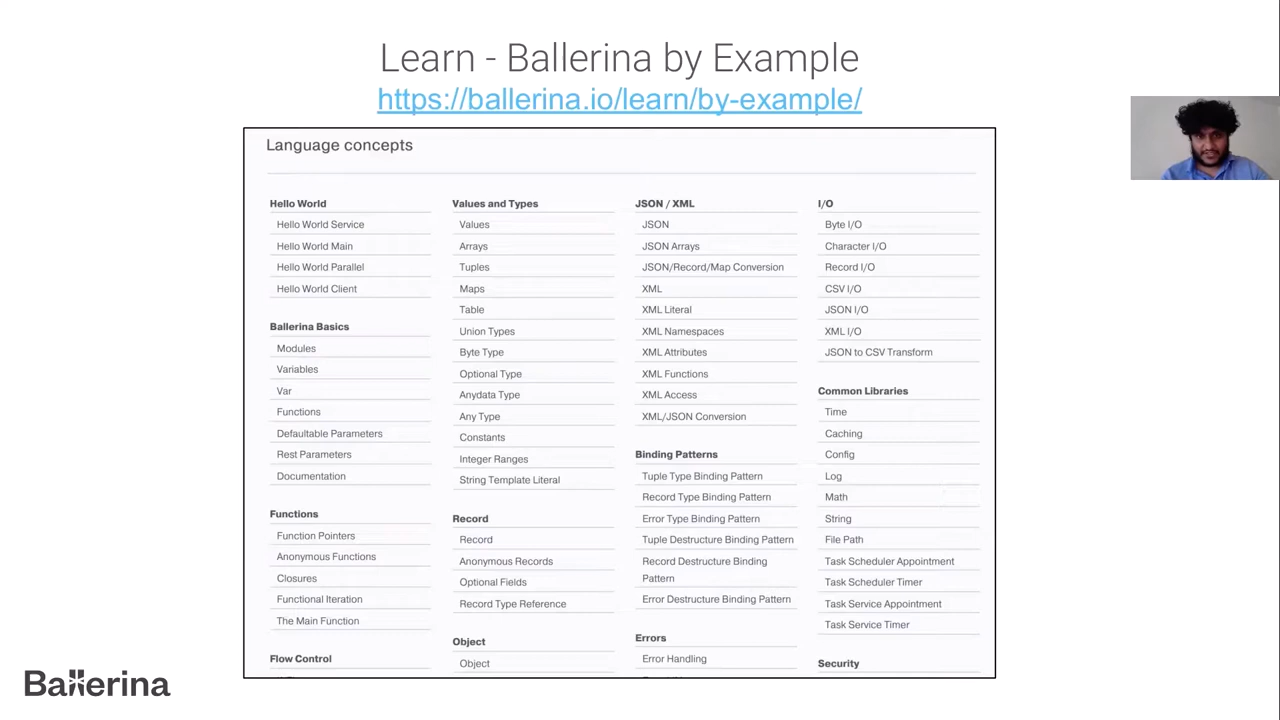 Learn - Ballerina by Example
https://ballerina.io/learn/by-example/
Language concepts
Hello World
Hello World Service
Hello World Main
Hello World Parallel
Hello World Client
Ballerina Basics
Modules
Variables
Var
Functions
Defaultable Parameters
Rest Parameters
Documentation
Functions
Function Pointers
Anonymous Functions
Closures
Functional Iteration
The Main Function
Flow Control
Values and Types
Values
Arrays
Tuples
Maps
Table
Union Types
Byte Type
Optional Type
Anydata Type
Any Type
Constants
Integer Ranges
String Template Literal
Record
Record
Anonymous Records
Optional Fields
Record Type Reference
Object
Object
JSON / XML
JSON
JSON Arrays
JSON/Record/Map Conversion
XML
XML Literal
XML Namespaces
XML Attributes
XML Functions
XML Access
XML/JSON Conversion
Binding Patterns
Tuple Type Binding Pattern
Record Type Binding Pattern
Error Type Binding Pattern
Tuple Destructure Binding Pattern
Record Destructure Binding
Pattern
Error Destructure Binding Pattern
Errors
Error Handling
I/O
Byte I/O
Character I/O
Record I/O
CSV I/O
JSON I/O
XML I/O
JSON to CSV Transform
Common Libraries
Time
Caching
Config
Log
Math
String
File Path
Task Scheduler Appointment
Task Scheduler Timer
Task Service Appointment
Task Service Timer
Security
Ballerina